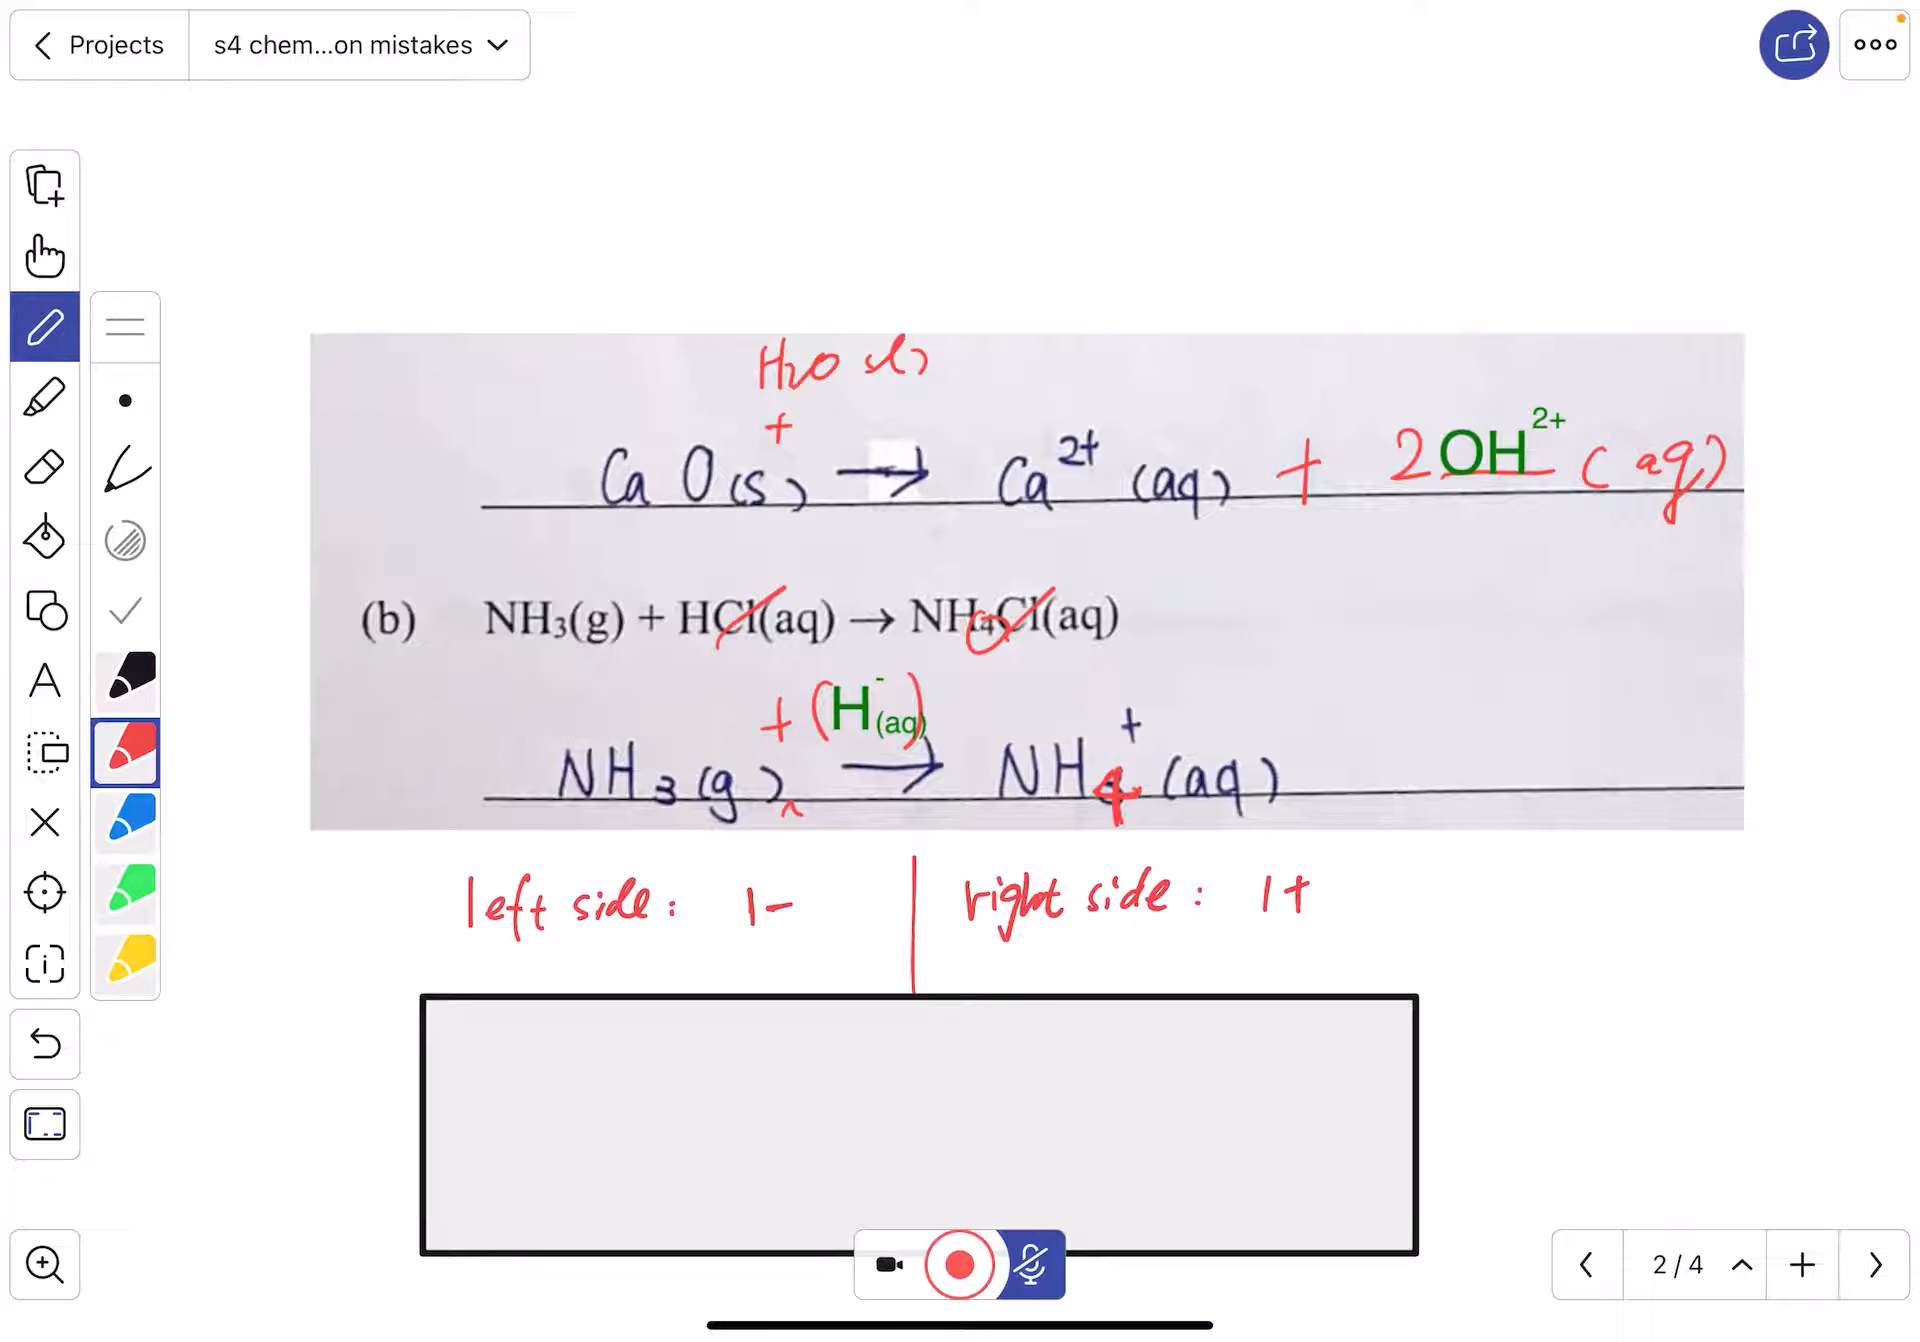 Projects
s4 chem...on mistakes
H2O (l)
+
CaO(s) → Ca2+ (aq) + 2OH2+ (aq)
(b) NH3(g) + HCl(aq) → NH4Cl(aq)
+ (H-(aq))
NH3(g) → NH4+ (aq)
left side: 1-
right side: 1+
A
2 / 4